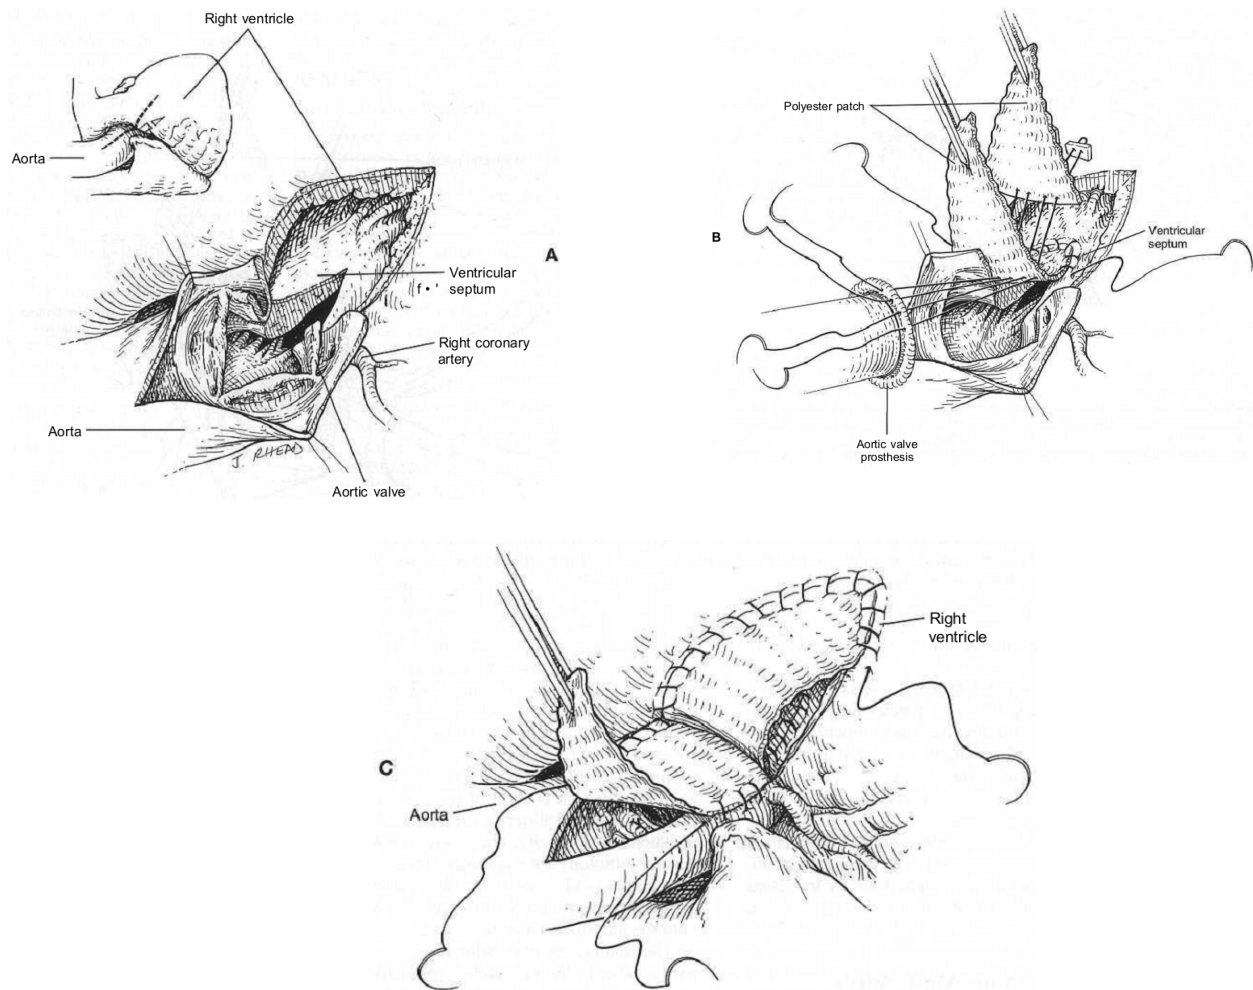 Right ventricle
Aorta
A
Ventricular
septum
f • '
Right coronary
artery
Aorta
J. RHEAD
Aortic valve
Polyester patch
B
Ventricular
septum
Aortic valve
prosthesis
Right
ventricle
C
Aorta